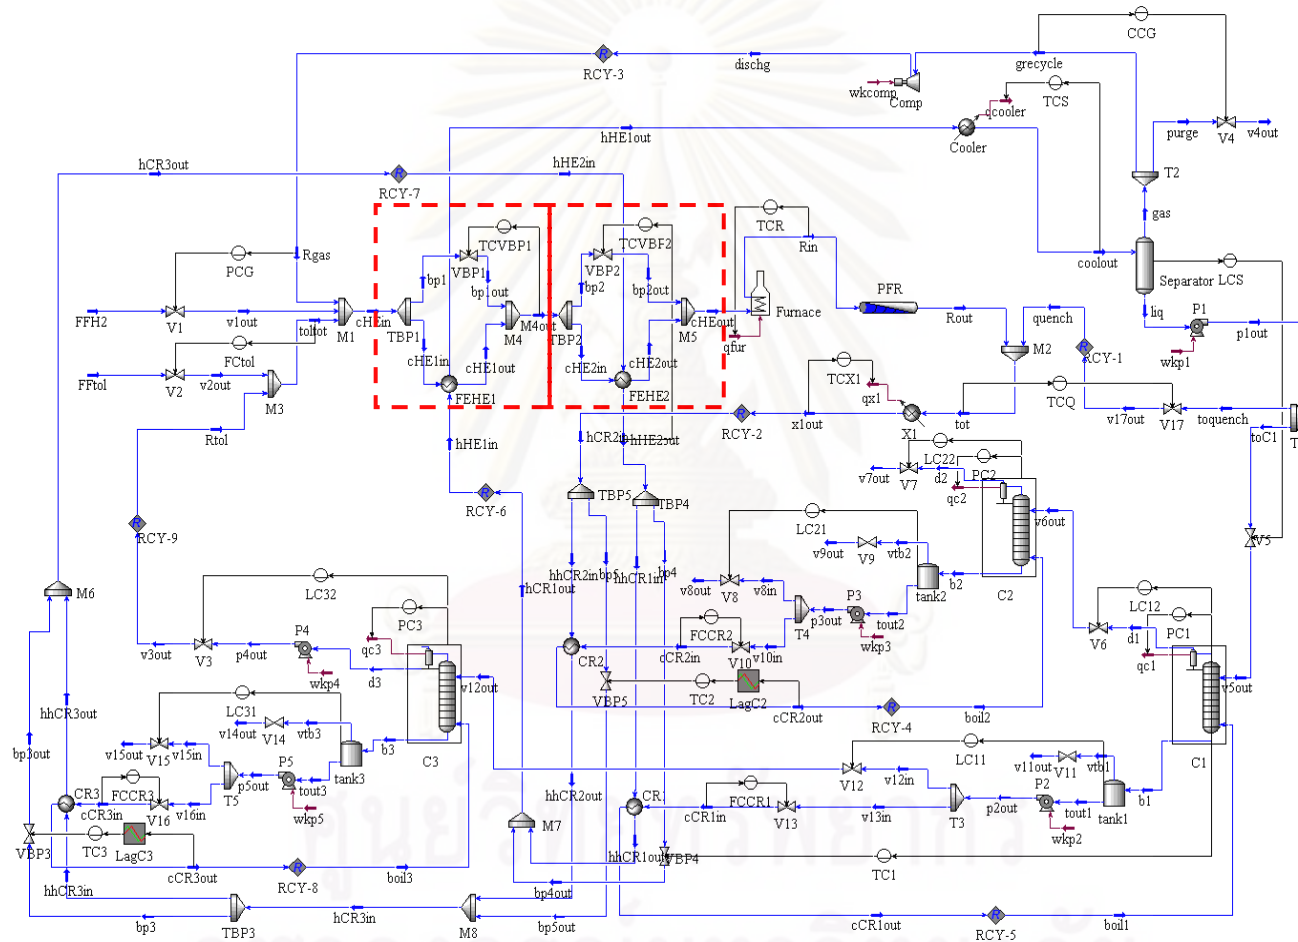 CCG
RCY-3
dischg
grecycle
wkcomp
Comp
qcooler
TCS
Cooler
purge
V4
v4out
hHE1out
hCR3out
RCY-7
hHE2in
T2
gas
TCVBP1
TCVBF2
TCR
Rin
PCG
Rgas
VBP1
VBP2
bp1
bp1out
bp2
bp2out
coolout
Separator
LCS
FFH2
V1
v1out
M1
cHEin
TBP1
M4
M4out
TBP2
M5
cHEout
Furnace
PFR
Rout
quench
liq
P1
p1out
toltol
FCtol
FFtol
V2
v2out
M3
cHE1in
cHE1out
cHE2in
cHE2out
qfur
M2
RCY-1
wkp1
FEHE1
FEHE2
TCX1
qx1
TCQ
Rtol
hHE1in
hCR2in
hHE2out
RCY-2
x1out
X1
tot
v17out
V17
toquench
toC1
T
LC22
PC2
v7out
V7
d2
qc2
RCY-6
TBP5
TBP4
RCY-9
LC21
v6out
V5
v9out
V9
vtb2
hhCR2in
bp5
hhCR1in
bp4
hCR1out
v8out
V8
v8in
tank2
b2
C2
M6
LC32
PC3
P3
T4
p3out
tout2
wkp3
LC12
PC1
V6
d1
qc1
FCCR2
v3out
V3
p4out
P4
qc3
d3
wkp4
CR2
cCR2in
V10
v10in
v12out
v5out
VBP5
TC2
LagC2
cCR2out
RCY-4
boil2
hhCR3out
LC31
v14out
V14
vtb3
bp3out
v15out
V15
v15in
tank3
b3
C3
LC11
C1
P5
T5
p5out
tout3
wkp5
V12
v12in
v11out
V11
vtb1
P2
tank1
b1
CR3
cCR3in
FCCR3
V16
v16in
hhCR2out
CR1
cCR1in
FCCR1
V13
v13in
T3
p2out
tout1
wkp2
VBP3
TC3
LagC3
M7
hhCR1out
VBP4
TC1
cCR3out
RCY-8
boil3
hhCR3in
bp4out
bp3
TBP3
hCR3in
M8
bp5out
cCR1out
RCY-5
boil1